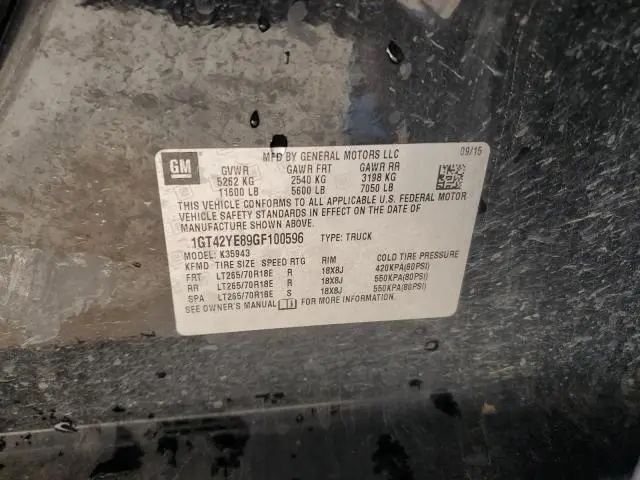 GM
MFD BY GENERAL MOTORS LLC
09/15
GVWR GAWR FRT GAWR RR
5262 KG 2540 KG 3198 KG
11600 LB 5600 LB 7050 LB
THIS VEHICLE CONFORMS TO ALL APPLICABLE U.S. FEDERAL MOTOR
VEHICLE SAFETY STANDARDS IN EFFECT ON THE DATE OF
MANUFACTURE SHOWN ABOVE.
1GT42YE89GF100596 TYPE: TRUCK
MODEL: K35943
KFMD TIRE SIZE SPEED RTG RIM COLD TIRE PRESSURE
FRT LT265/70R18E R 18X8J 420KPA(60PSI)
RR LT265/70R18E R 18X8J 550KPA(80PSI)
SPA LT265/70R18E S 18X8J 550KPA(80PSI)
SEE OWNER'S MANUAL FOR MORE INFORMATION.